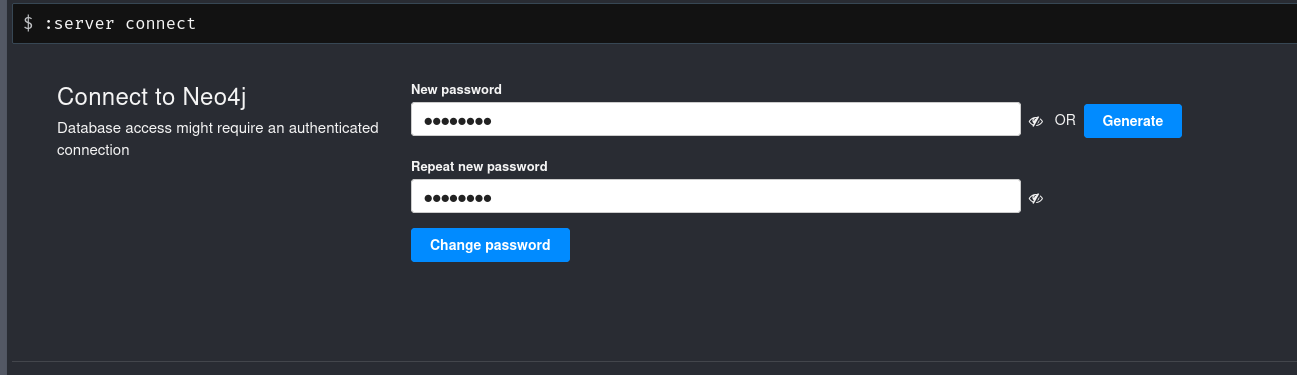 $ :server connect
Connect to Neo4j
Database access might require an authenticated
connection
New password
●●●●●●●●
OR
Generate
Repeat new password
●●●●●●●●
Change password